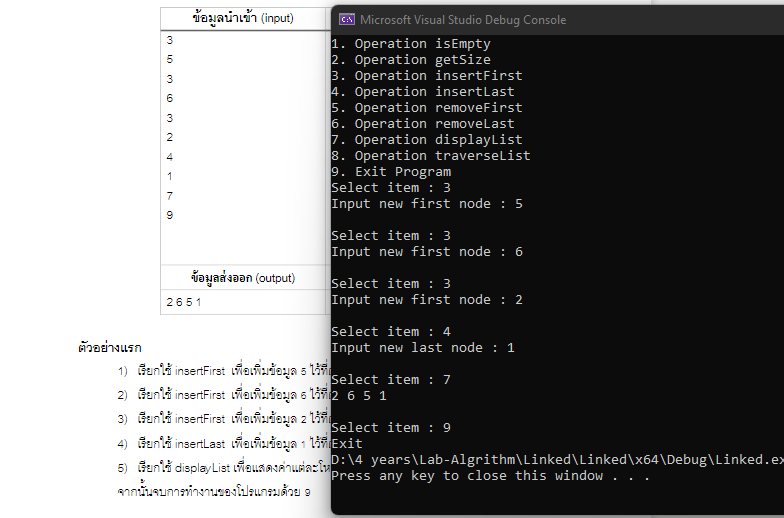 ข้อมูลนำเข้า (input)
3
5
3
6
3
2
4
1
7
9
ข้อมูลส่งออก (output)
2 6 5 1
ตัวอย่างแรก
1) เรียกใช้ insertFirst เพื่อเพิ่มข้อมูล 5 ไว้ที่
2) เรียกใช้ insertFirst เพื่อเพิ่มข้อมูล 6 ไว้ที่
3) เรียกใช้ insertFirst เพื่อเพิ่มข้อมูล 2 ไว้ที่
4) เรียกใช้ insertLast เพื่อเพิ่มข้อมูล 1 ไว้ที่
5) เรียกใช้ displayList เพื่อแสดงค่าแต่ละโห
จากนั้นจบการทำงานของโปรแกรมด้วย 9
Microsoft Visual Studio Debug Console
1. Operation isEmpty
2. Operation getSize
3. Operation insertFirst
4. Operation insertLast
5. Operation removeFirst
6. Operation removeLast
7. Operation displayList
8. Operation traverseList
9. Exit Program
Select item : 3
Input new first node : 5
Select item : 3
Input new first node : 6
Select item : 3
Input new first node : 2
Select item : 4
Input new last node : 1
Select item : 7
2 6 5 1
Select item : 9
Exit
D:\4 years\Lab-Algrithm\Linked\Linked\x64\Debug\Linked.ex
Press any key to close this window . . .